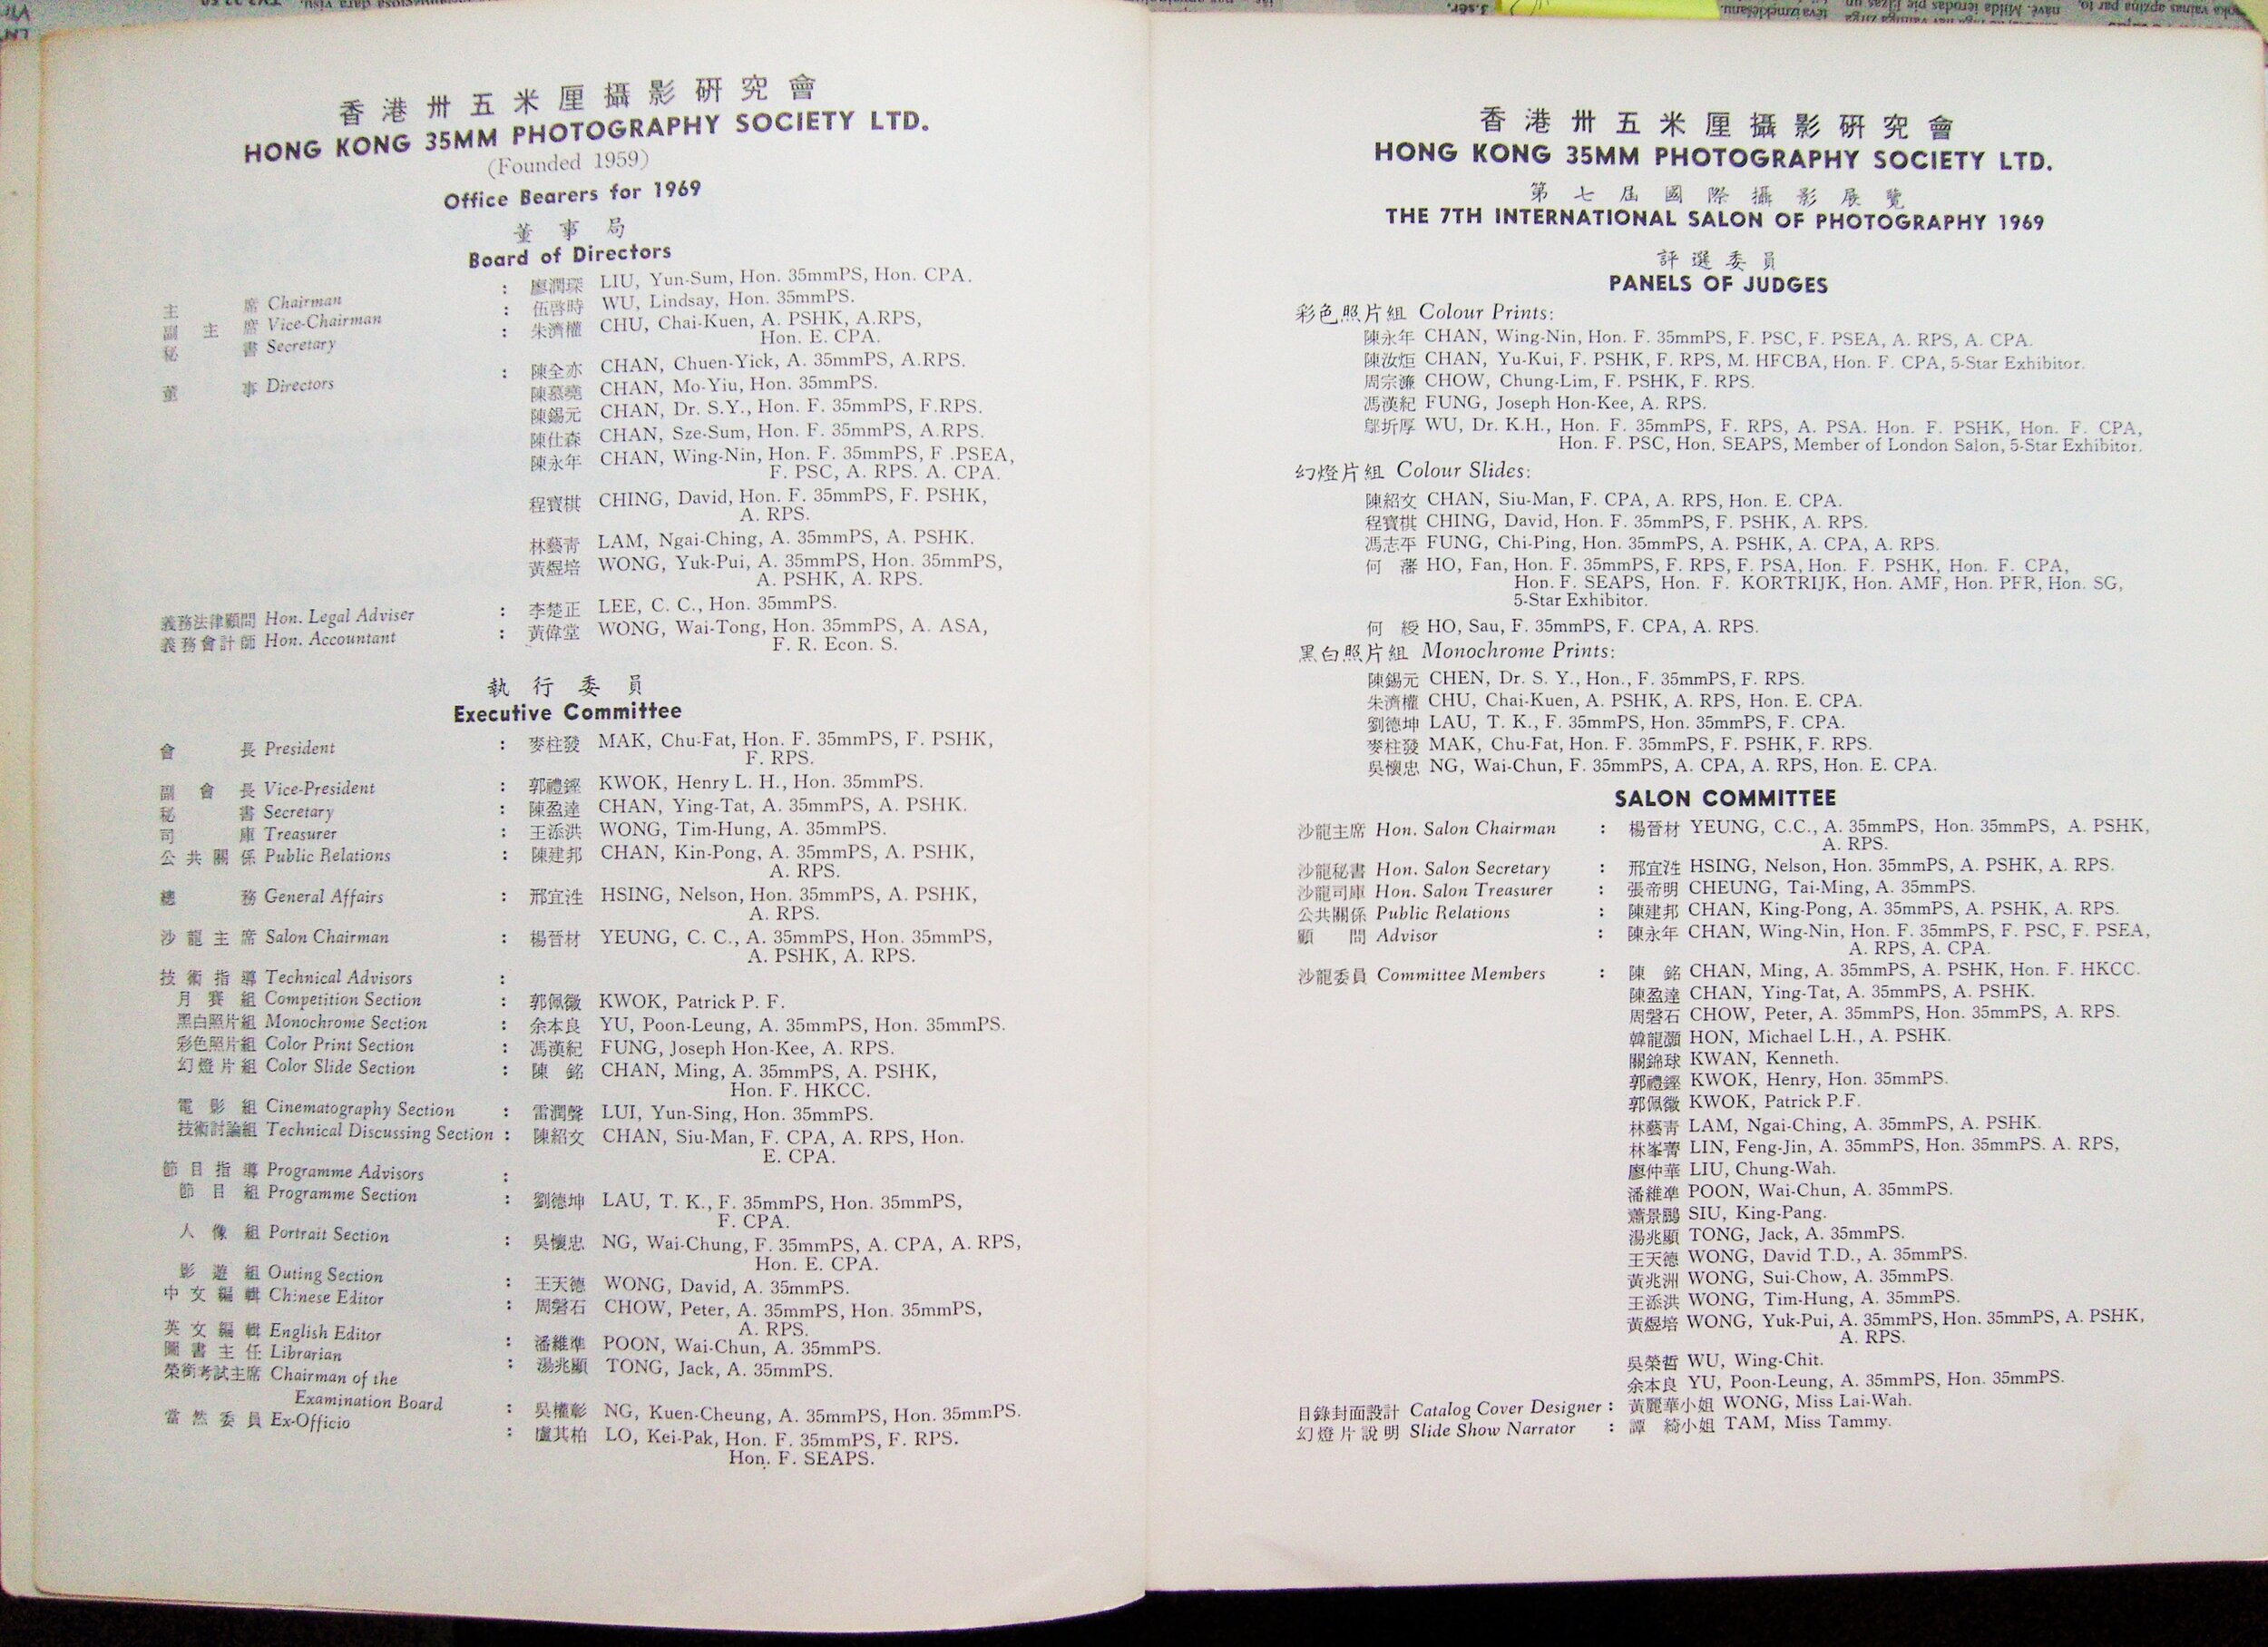 香港卅五米厘攝影研究會
HONG KONG 35MM PHOTOGRAPHY SOCIETY LTD.
(Founded 1959)
Office Bearers for 1969
董事局
Board of Directors
主席 Chairman : 廖潤琛 LIU, Yun-Sum, Hon. 35mmPS, Hon. CPA.
副主席 Vice-Chairman : 伍啓時 WU, Lindsay, Hon. 35mmPS.
秘書 Secretary : 朱濟權 CHU, Chai-Kuen, A. PSHK, A.RPS,
Hon. E. CPA.
董事 Directors : 陳全亦 CHAN, Chuen-Yick, A. 35mmPS, A.RPS.
陳慕堯 CHAN, Mo-Yiu, Hon. 35mmPS.
陳錫元 CHAN, Dr. S.Y., Hon. F. 35mmPS, F.RPS.
陳仕森 CHAN, Sze-Sum, Hon. F. 35mmPS, A.RPS.
陳永年 CHAN, Wing-Nin, Hon. F. 35mmPS, F .PSEA,
F. PSC, A. RPS. A. CPA.
程寶棋 CHING, David, Hon. F. 35mmPS, F. PSHK,
A. RPS.
林藝青 LAM, Ngai-Ching, A. 35mmPS, A. PSHK.
黃煜培 WONG, Yuk-Pui, A. 35mmPS, Hon. 35mmPS,
A. PSHK, A. RPS.
義務法律顧問 Hon. Legal Adviser : 李楚正 LEE, C. C., Hon. 35mmPS.
義務會計師 Hon. Accountant : 黃偉堂 WONG, Wai-Tong, Hon. 35mmPS, A. ASA,
F. R. Econ. S.
執行委員
Executive Committee
會長 President : 麥柱發 MAK, Chu-Fat, Hon. F. 35mmPS, F. PSHK,
F. RPS.
副會長 Vice-President : 郭禮鏗 KWOK, Henry L. H., Hon. 35mmPS.
秘書 Secretary : 陳盈達 CHAN, Ying-Tat, A. 35mmPS, A. PSHK.
司庫 Treasurer : 王添洪 WONG, Tim-Hung, A. 35mmPS.
公共關係 Public Relations : 陳建邦 CHAN, Kin-Pong, A. 35mmPS, A. PSHK,
A. RPS.
總務 General Affairs : 邢宜泩 HSING, Nelson, Hon. 35mmPS, A. PSHK,
A. RPS.
沙龍主席 Salon Chairman : 楊晉材 YEUNG, C. C., A. 35mmPS, Hon. 35mmPS,
A. PSHK, A. RPS.
技術指導 Technical Advisors :
月賽組 Competition Section : 郭佩徽 KWOK, Patrick P. F.
黑白照片組 Monochrome Section : 余本良 YU, Poon-Leung, A. 35mmPS, Hon. 35mmPS.
彩色照片組 Color Print Section : 馮漢紀 FUNG, Joseph Hon-Kee, A. RPS.
幻燈片組 Color Slide Section : 陳銘 CHAN, Ming, A. 35mmPS, A. PSHK,
Hon. F. HKCC.
電影組 Cinematography Section : 雷潤聲 LUI, Yun-Sing, Hon. 35mmPS.
技術討論組 Technical Discussing Section : 陳紹文 CHAN, Siu-Man, F. CPA, A. RPS, Hon.
E. CPA.
節目指導 Programme Advisors :
節目組 Programme Section : 劉德坤 LAU, T. K., F. 35mmPS, Hon. 35mmPS,
F. CPA.
人像組 Portrait Section : 吳懷忠 NG, Wai-Chung, F. 35mmPS, A. CPA, A. RPS,
Hon. E. CPA.
影遊組 Outing Section : 王天德 WONG, David, A. 35mmPS.
中文編輯 Chinese Editor : 周磐石 CHOW, Peter, A. 35mmPS, Hon. 35mmPS,
A. RPS.
英文編輯 English Editor : 潘維準 POON, Wai-Chun, A. 35mmPS.
圖書主任 Librarian : 湯兆顯 TONG, Jack, A. 35mmPS.
榮銜考試主席 Chairman of the
Examination Board : 吳權彰 NG, Kuen-Cheung, A. 35mmPS, Hon. 35mmPS.
當然委員 Ex-Officio : 盧其柏 LO, Kei-Pak, Hon. F. 35mmPS, F. RPS.
Hon. F. SEAPS.
香港卅五米厘攝影研究會
HONG KONG 35MM PHOTOGRAPHY SOCIETY LTD.
第七屆國際攝影展覽
THE 7TH INTERNATIONAL SALON OF PHOTOGRAPHY 1969
評選委員
PANELS OF JUDGES
彩色照片組 Colour Prints:
陳永年 CHAN, Wing-Nin, Hon. F. 35mmPS, F. PSC, F. PSEA, A. RPS, A. CPA.
陳汝炬 CHAN, Yu-Kui, F. PSHK, F. RPS, M. HFCBA, Hon. F. CPA, 5-Star Exhibitor.
周宗濂 CHOW, Chung-Lim, F. PSHK, F. RPS.
馮漢紀 FUNG, Joseph Hon-Kee, A. RPS.
鄔圻厚 WU, Dr. K.H., Hon. F. 35mmPS, F. RPS, A. PSA. Hon. F. PSHK, Hon. F. CPA,
Hon. F. PSC, Hon. SEAPS, Member of London Salon, 5-Star Exhibitor.
幻燈片組 Colour Slides:
陳紹文 CHAN, Siu-Man, F. CPA, A. RPS, Hon. E. CPA.
程寶棋 CHING, David, Hon. F. 35mmPS, F. PSHK, A. RPS.
馮志平 FUNG, Chi-Ping, Hon. 35mmPS, A. PSHK, A. CPA, A. RPS.
何藩 HO, Fan, Hon. F. 35mmPS, F. RPS, F. PSA, Hon. F. PSHK, Hon. F. CPA,
Hon. F. SEAPS, Hon. F. KORTRIJK, Hon. AMF, Hon. PFR, Hon. SG,
5-Star Exhibitor.
何綬 HO, Sau, F. 35mmPS, F. CPA, A. RPS.
黑白照片組 Monochrome Prints:
陳錫元 CHEN, Dr. S. Y., Hon., F. 35mmPS, F. RPS.
朱濟權 CHU, Chai-Kuen, A. PSHK, A. RPS, Hon. E. CPA.
劉德坤 LAU, T. K., F. 35mmPS, Hon. 35mmPS, F. CPA.
麥柱發 MAK, Chu-Fat, Hon. F. 35mmPS, F. PSHK, F. RPS.
吳懷忠 NG, Wai-Chun, F. 35mmPS, A. CPA, A. RPS, Hon. E. CPA.
SALON COMMITTEE
沙龍主席 Hon. Salon Chairman : 楊晉材 YEUNG, C.C., A. 35mmPS, Hon. 35mmPS, A. PSHK,
A. RPS.
沙龍秘書 Hon. Salon Secretary : 邢宜泩 HSING, Nelson, Hon. 35mmPS, A. PSHK, A. RPS.
沙龍司庫 Hon. Salon Treasurer : 張帝明 CHEUNG, Tai-Ming, A. 35mmPS.
公共關係 Public Relations : 陳建邦 CHAN, King-Pong, A. 35mmPS, A. PSHK, A. RPS.
顧問 Advisor : 陳永年 CHAN, Wing-Nin, Hon. F. 35mmPS, F. PSC, F. PSEA,
A. RPS, A. CPA.
沙龍委員 Committee Members : 陳銘 CHAN, Ming, A. 35mmPS, A. PSHK, Hon. F. HKCC.
陳盈達 CHAN, Ying-Tat, A. 35mmPS, A. PSHK.
周磐石 CHOW, Peter, A. 35mmPS, Hon. 35mmPS, A. RPS.
韓龍灝 HON, Michael L.H., A. PSHK.
關錦球 KWAN, Kenneth.
郭禮鏗 KWOK, Henry, Hon. 35mmPS.
郭佩徽 KWOK, Patrick P.F.
林藝青 LAM, Ngai-Ching, A. 35mmPS, A. PSHK.
林峯菁 LIN, Feng-Jin, A. 35mmPS, Hon. 35mmPS. A. RPS,
廖仲華 LIU, Chung-Wah.
潘維準 POON, Wai-Chun, A. 35mmPS.
蕭景鵬 SIU, King-Pang.
湯兆顯 TONG, Jack, A. 35mmPS.
王天德 WONG, David T.D., A. 35mmPS.
黃兆洲 WONG, Sui-Chow, A. 35mmPS.
王添洪 WONG, Tim-Hung, A. 35mmPS.
黃煜培 WONG, Yuk-Pui, A. 35mmPS, Hon. 35mmPS, A. PSHK,
A. RPS.
吳榮哲 WU, Wing-Chit.
余本良 YU, Poon-Leung, A. 35mmPS, Hon. 35mmPS.
目錄封面設計 Catalog Cover Designer : 黃麗華小姐 WONG, Miss Lai-Wah.
幻燈片說明 Slide Show Narrator : 譚綺小姐 TAM, Miss Tammy.